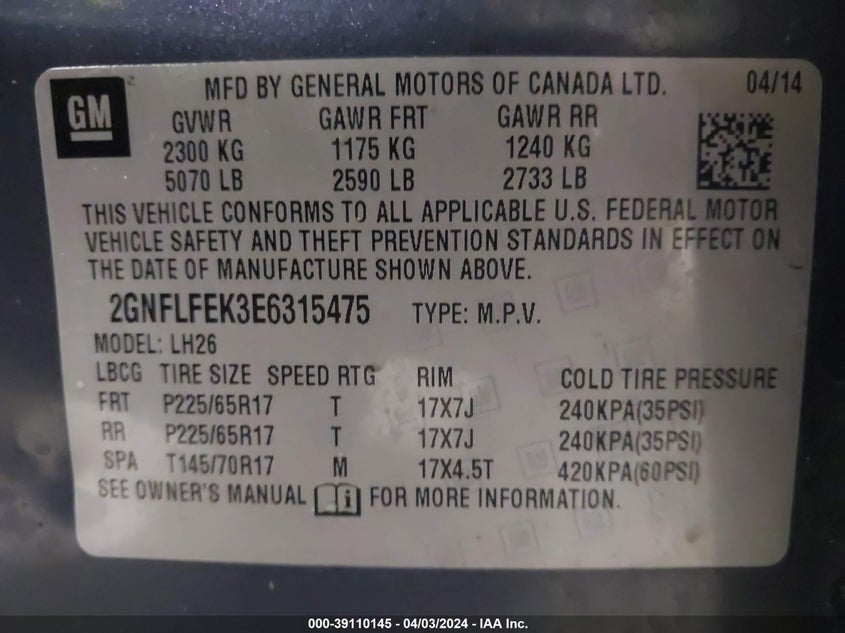 GM
MFD BY GENERAL MOTORS OF CANADA LTD. 04/14
GVWR GAWR FRT GAWR RR
2300 KG 1175 KG 1240 KG
5070 LB 2590 LB 2733 LB
THIS VEHICLE CONFORMS TO ALL APPLICABLE U.S. FEDERAL MOTOR
VEHICLE SAFETY AND THEFT PREVENTION STANDARDS IN EFFECT ON
THE DATE OF MANUFACTURE SHOWN ABOVE.
2GNFLFEK3E6315475 TYPE: M.P.V.
MODEL: LH26
LBCG TIRE SIZE SPEED RTG RIM COLD TIRE PRESSURE
FRT P225/65R17 T 17X7J 240KPA(35PSI)
RR P225/65R17 T 17X7J 240KPA(35PSI)
SPA T145/70R17 M 17X4.5T 420KPA(60PSI)
SEE OWNER'S MANUAL i FOR MORE INFORMATION.
000-39110145 - 04/03/2024 - IAA Inc.